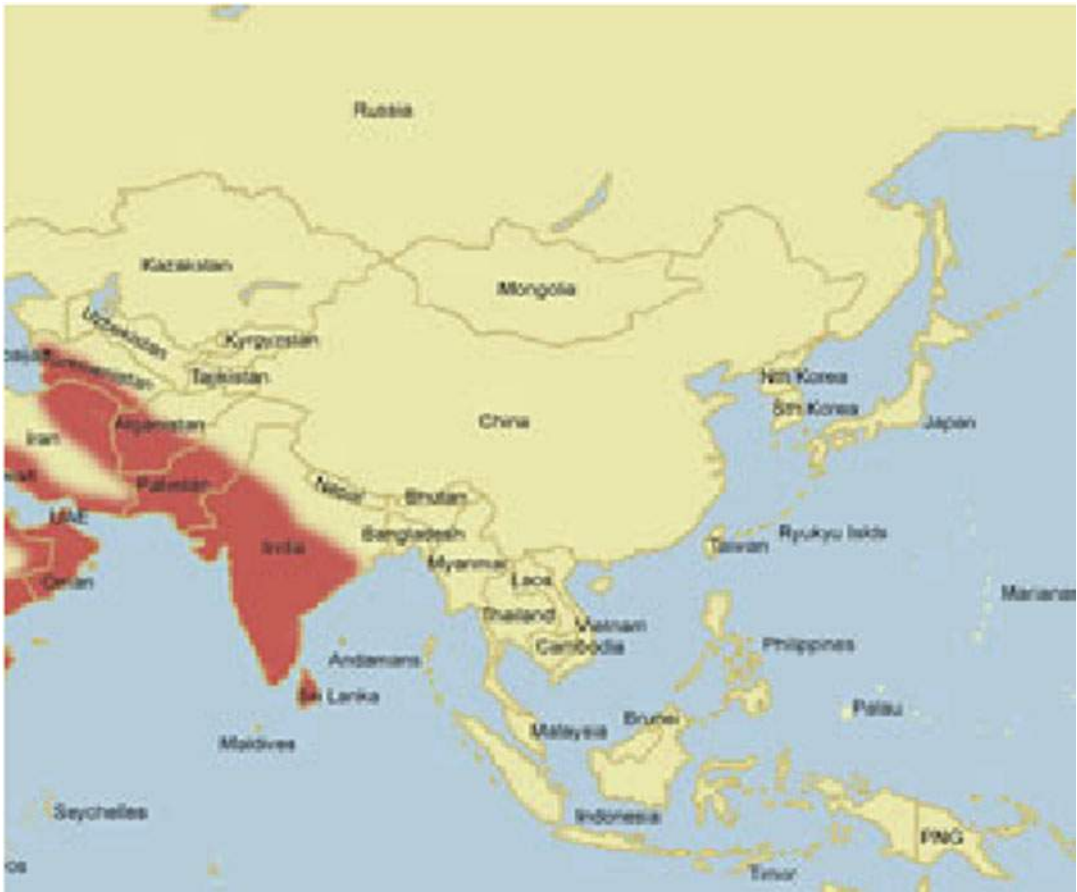 Russia
Kazakstan
Mongolia
Uzbekistan
Kyrgyzstan
Tajikistan
Nth Korea
Sth Korea
China
Japan
Afganistan
Iran
Pakistan
Nepal
Bhutan
UAE
Bangladesh
Ryukyu Islds
Taiwan
India
Myanmar
Laos
Oman
Marianas
Thailand
Vietnam
Cambodia
Philippines
Andamans
Sri Lanka
Palau
Brunei
Malaysia
Maldives
Seychelles
Indonesia
PNG
Timor